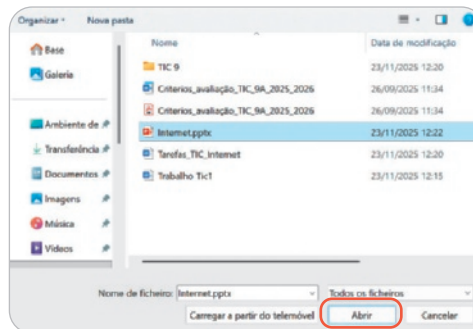 Organizar Nova pasta
Base
Galeria
Ambiente de
Transferência
Documentos
Imagens
Música
Vídeos
Nome Data de modificação
TIC 9 23/11/2025 12:20
Criterios_avaliação_TIC_9A_2025_2026 26/09/2025 11:34
Criterios_avaliação_TIC_9A_2025_2026 26/09/2025 11:34
Internet.pptx 23/11/2025 12:22
Tarefas_TIC_Internet 23/11/2025 12:20
Trabalho Tic1 23/11/2025 12:15
Nome de ficheiro: Internet.pptx Todos os ficheiros
Carregar a partir do telemóvel Abrir Cancelar